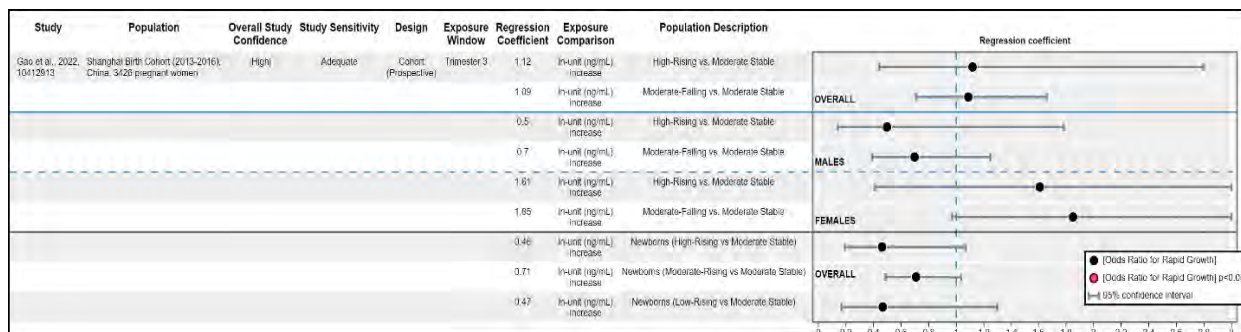 Study Population Overall Study Confidence Study Sensitivity Design Exposure Window Regression Coefficient Exposure Comparison Population Description Regression coefficient
Gao et al., 2022, 10412913 Shanghai Birth Cohort (2013-2016), China, 3426 pregnant women High Adequate Cohort (Prospective) Trimester 3 1.12 ln-unit (ng/mL) increase High-Rising vs. Moderate Stable
1.09 ln-unit (ng/mL) increase Moderate-Falling vs. Moderate Stable OVERALL
0.5 ln-unit (ng/mL) increase High-Rising vs. Moderate Stable
0.7 ln-unit (ng/mL) increase Moderate-Falling vs. Moderate Stable MALES
1.61 ln-unit (ng/mL) increase High-Rising vs. Moderate Stable
1.85 ln-unit (ng/mL) increase Moderate-Falling vs. Moderate Stable FEMALES
0.46 ln-unit (ng/mL) increase Newborns (High-Rising vs Moderate Stable)
0.71 ln-unit (ng/mL) increase Newborns (Moderate-Rising vs Moderate Stable) OVERALL
0.47 ln-unit (ng/mL) increase Newborns (Low-Rising vs Moderate Stable)
[Odds Ratio for Rapid Growth]
[Odds Ratio for Rapid Growth] p<0.0
95% confidence interval